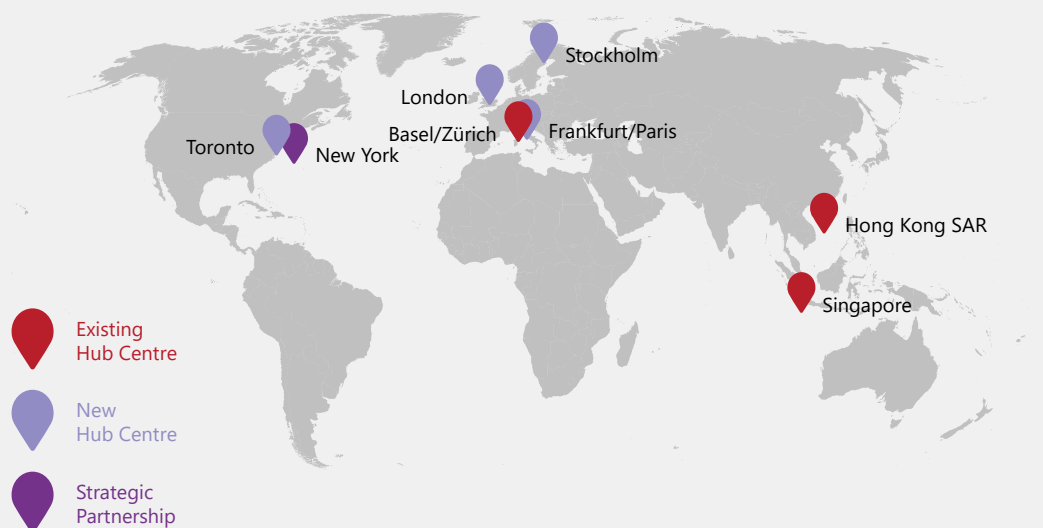 Stockholm
London
Basel/Zürich
Frankfurt/Paris
Toronto
New York
Hong Kong SAR
Singapore
Existing
Hub Centre
New
Hub Centre
Strategic
Partnership